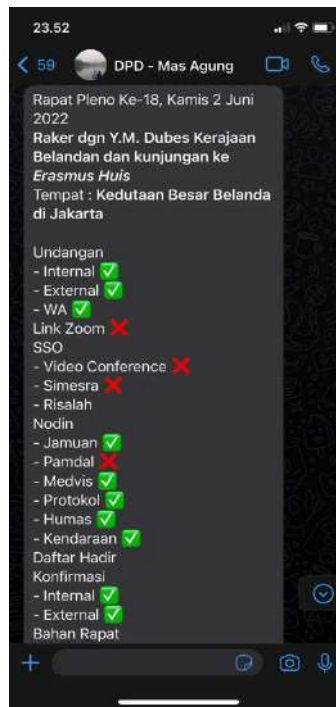 23.52
59 DPD - Mas Agung
Rapat Pleno Ke-18, Kamis 2 Juni
2022
Raker dgn Y.M. Dubes Kerajaan
Belandan dan kunjungan ke
Erasmus Huis
Tempat : Kedutaan Besar Belanda
di Jakarta
Undangan
- Internal ✅
- External ✅
- WA ✅
Link Zoom ❌
SSO
- Video Conference ❌
- Simesra ❌
- Risalah
Nodin
- Jamuan ✅
- Pamdal ❌
- Medvis ✅
- Protokol ✅
- Humas ✅
- Kendaraan ✅
Daftar Hadir
Konfirmasi
- Internal ✅
- External ✅
Bahan Rapat